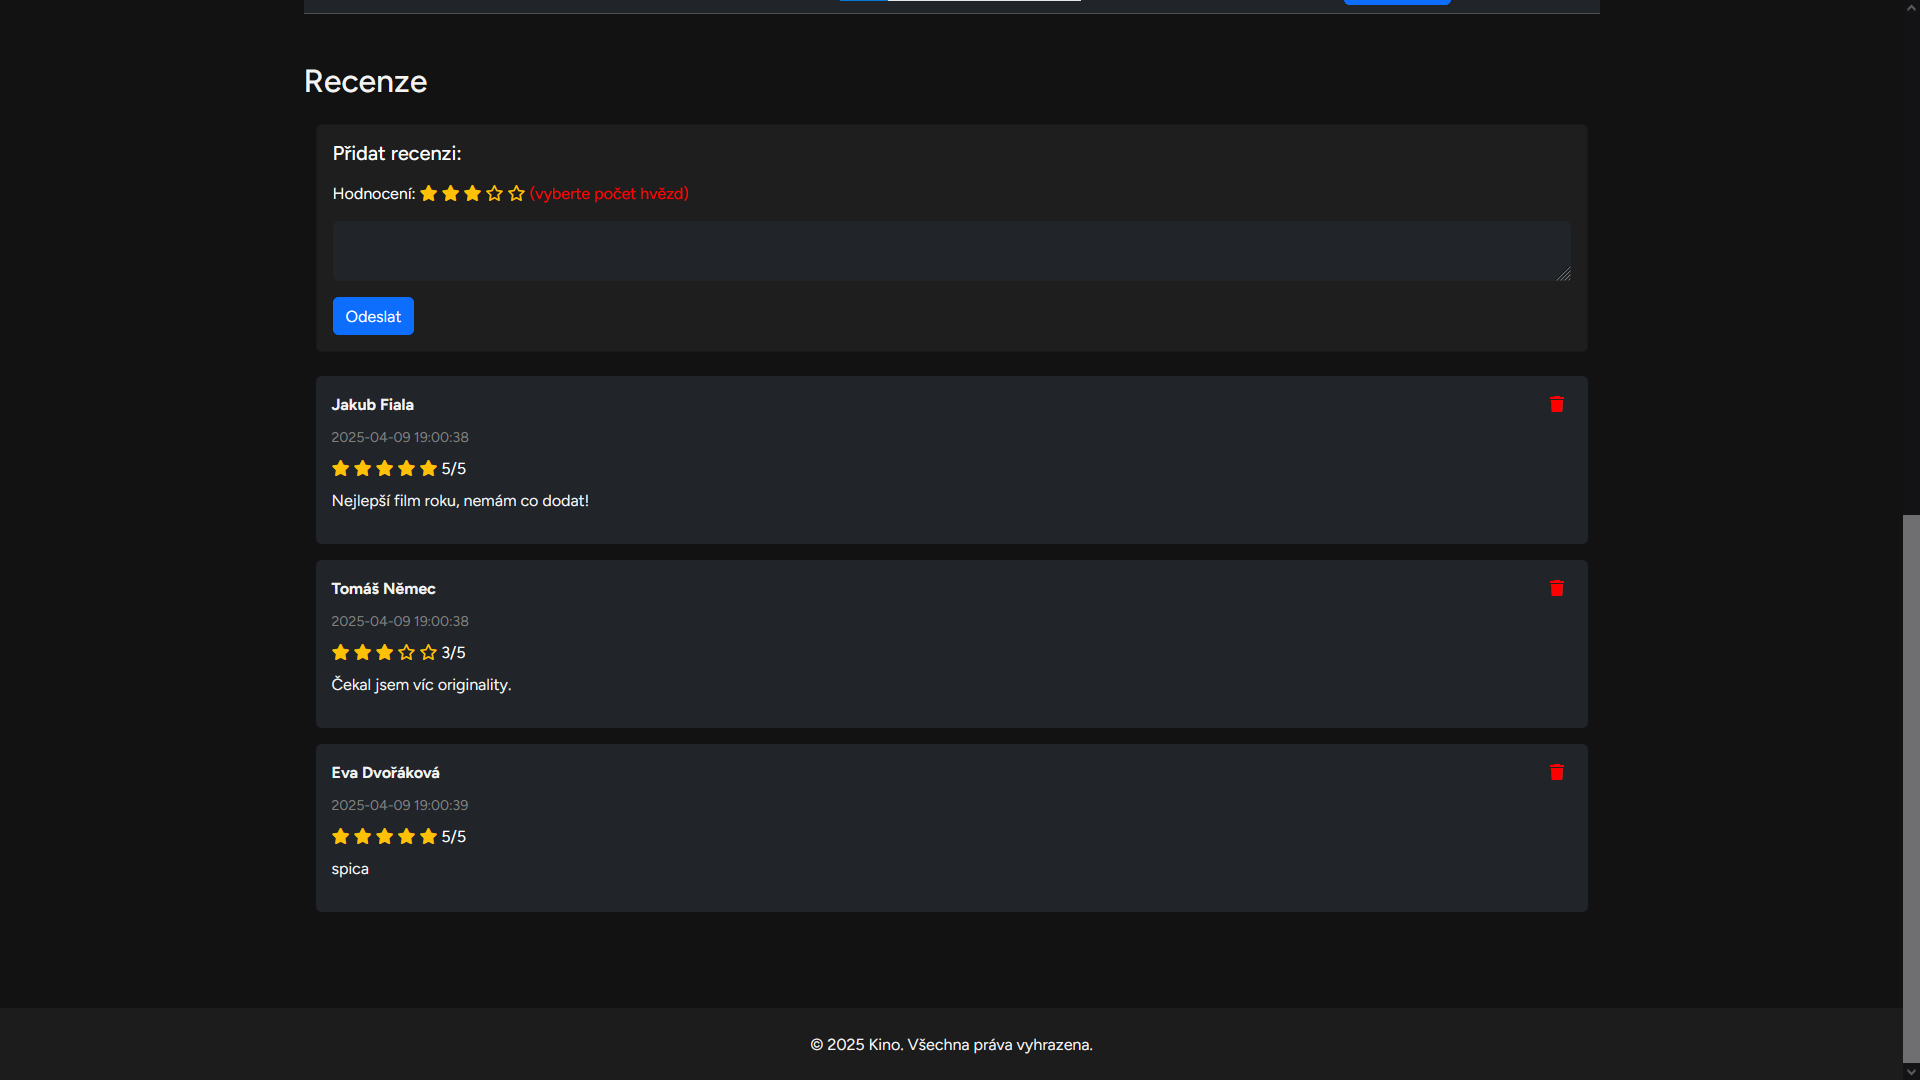 Recenze
Přidat recenzi:
Hodnocení: (vyberte počet hvězd)
Odeslat
Jakub Fiala
2025-04-09 19:00:38
5/5
Nejlepší film roku, nemám co dodat!
Tomáš Němec
2025-04-09 19:00:38
3/5
Čekal jsem víc originality.
Eva Dvořáková
2025-04-09 19:00:39
5/5
spica
© 2025 Kino. Všechna práva vyhrazena.